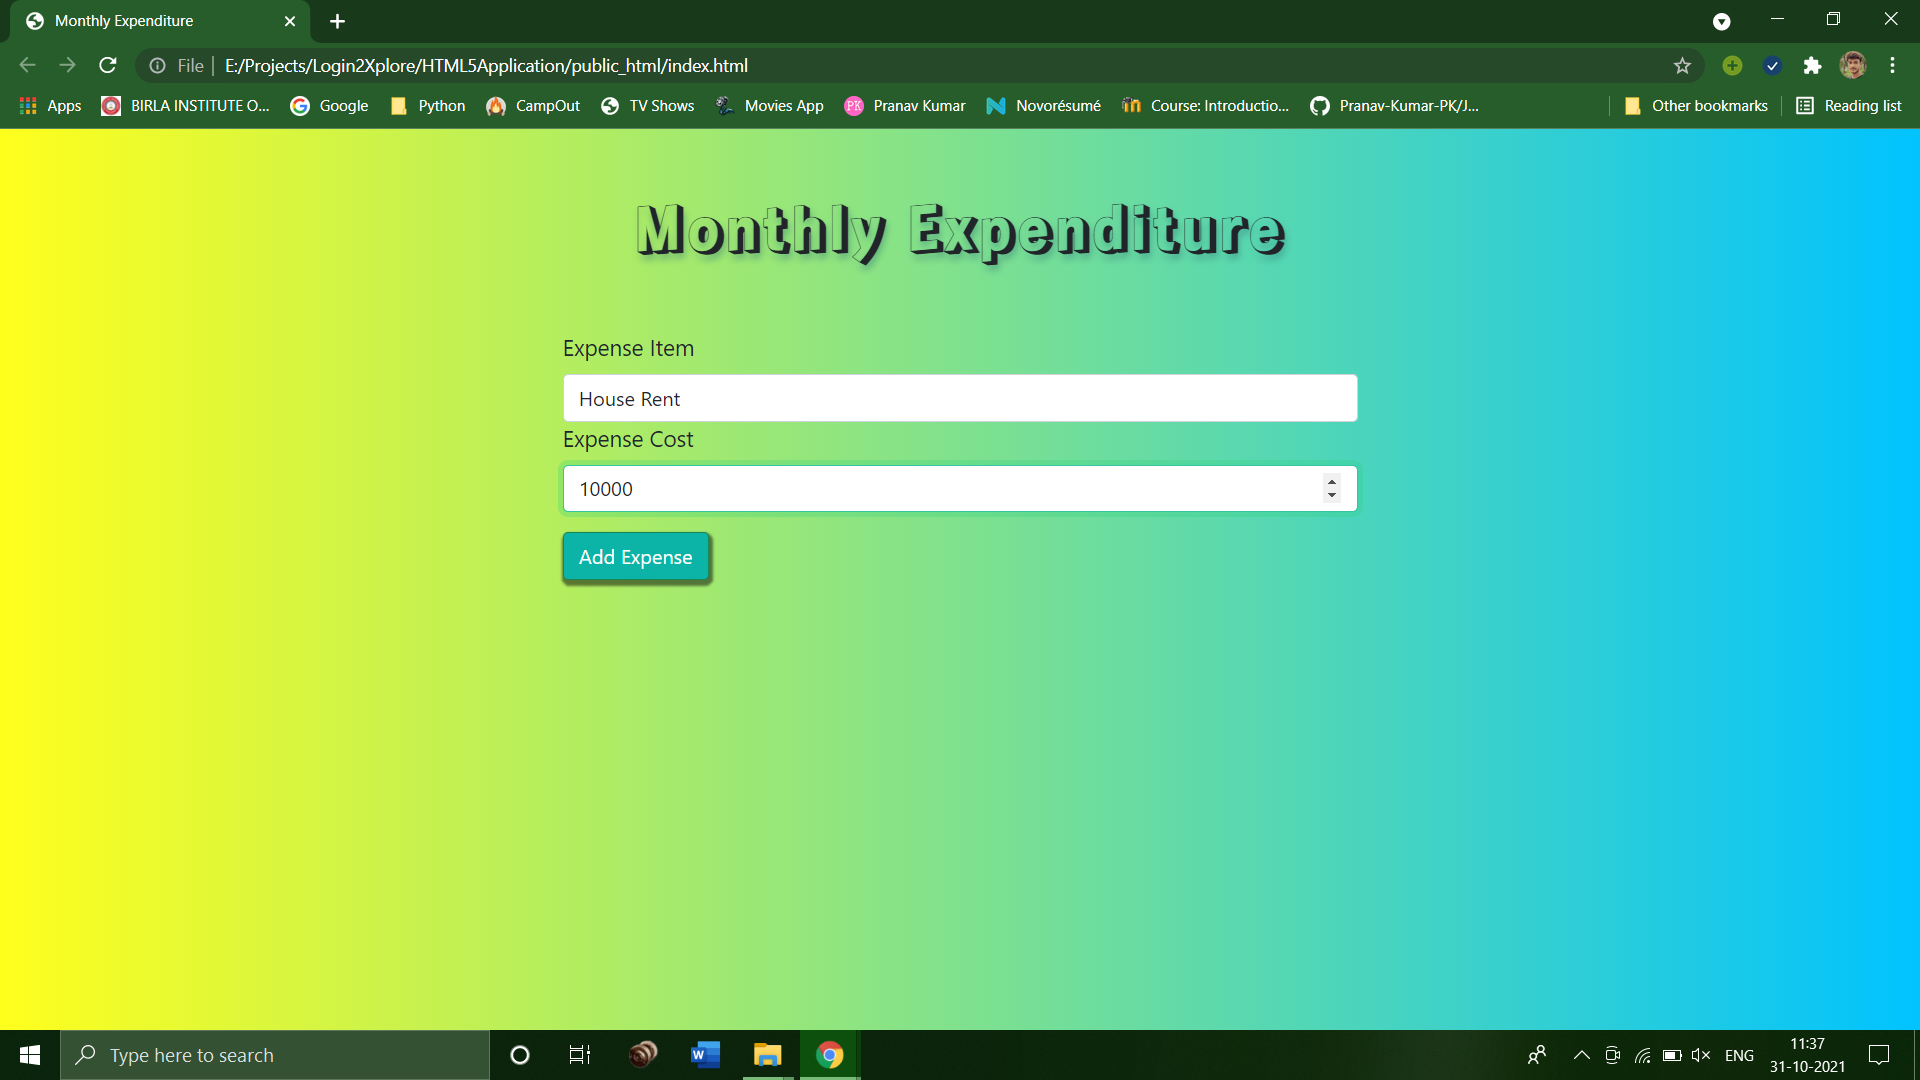 Monthly Expenditure
File
E:/Projects/Login2Xplore/HTML5Application/public_html/index.html
Apps
BIRLA INSTITUTE O...
Google
Python
CampOut
TV Shows
Movies App
PK
Pranav Kumar
Novorésumé
Course: Introductio...
Pranav-Kumar-PK/J...
Other bookmarks
Reading list
Monthly Expenditure
Expense Item
House Rent
Expense Cost
10000
Add Expense
Type here to search
W
ENG
11:37
31-10-2021